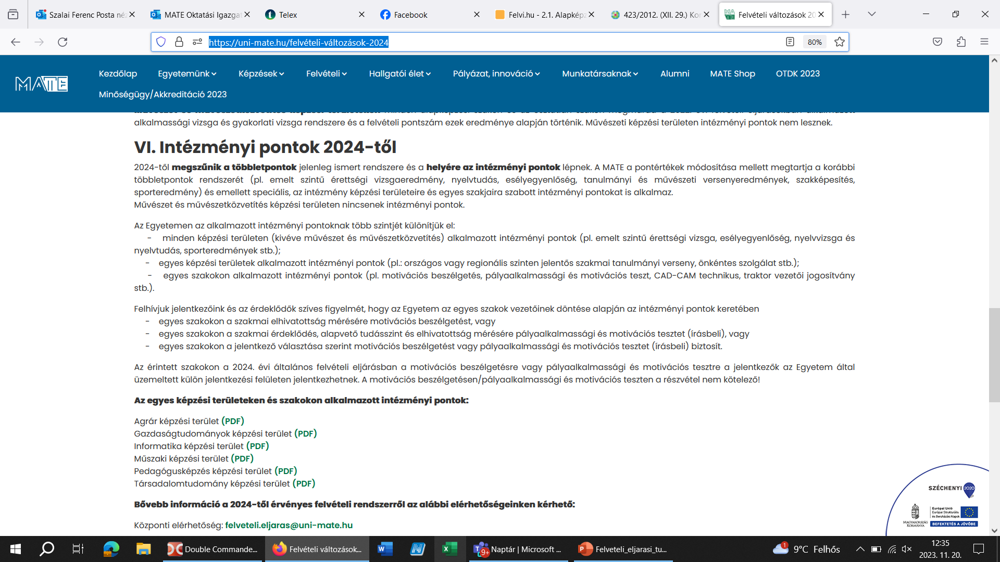 Szalai Ferenc Posta né
MATE Oktatási Igazga
Telex
Facebook
Felvi.hu - 2.1. Alapképz
423/2012. (XII. 29.) Ko
Felvételi változások 20
https://uni-mate.hu/felvételi-változások-2024
80%
MATE
Kezdőlap
Egyetemünk
Képzések
Felvételi
Hallgatói élet
Pályázat, innováció
Munkatársaknak
Alumni
MATE Shop
OTDK 2023
Minőségügy/Akkreditáció 2023
alkalmassági vizsga és gyakorlati vizsga rendszere és a felvételi pontszám ezek eredménye alapján történik. Művészeti képzési területen intézményi pontok nem lesznek.
VI. Intézményi pontok 2024-től
2024-től megszűnik a többletpontok jelenleg ismert rendszere és a helyére az intézményi pontok lépnek. A MATE a pontértékek módosítása mellett megtartja a korábbi
többletpontok rendszerét (pl. emelt szintű érettségi vizsgaeredmény, nyelvtudás, esélyegyenlőség, tanulmányi és művészeti versenyeredmények, szakképesítés,
sporteredmény) és emellett speciális, az intézmény képzési területeire és egyes szakjaira szabott intézményi pontokat is alkalmaz.
Művészet és művészetközvetítés képzési területen nincsenek intézményi pontok.
Az Egyetemen az alkalmazott intézményi pontoknak több szintjét különítjük el:
- minden képzési területen (kivéve művészet és művészetközvetítés) alkalmazott intézményi pontok (pl. emelt szintű érettségi vizsga, esélyegyenlőség, nyelvvizsga és
nyelvtudás, sporteredmények stb.);
- egyes képzési területek alkalmazott intézményi pontok (pl.: országos vagy regionális szinten jelentős szakmai tanulmányi verseny, önkéntes szolgálat stb.);
- egyes szakokon alkalmazott intézményi pontok (pl. motivációs beszélgetés, pályaalkalmassági és motivációs teszt, CAD-CAM technikus, traktor vezetői jogosítvány
stb.).
Felhívjuk jelentkezőink és az érdeklődők szíves figyelmét, hogy az Egyetem az egyes szakok vezetőinek döntése alapján az intézményi pontok keretében
- egyes szakokon a szakmai elhivatottság mérésére motivációs beszélgetést, vagy
- egyes szakokon a szakmai érdeklődés, alapvető tudásszint és elhivatottság mérésére pályaalkalmassági és motivációs tesztet (írásbeli), vagy
- egyes szakokon a jelentkező választása szerint motivációs beszélgetést vagy pályaalkalmassági és motivációs tesztet (írásbeli) biztosít.
Az érintett szakokon a 2024. évi általános felvételi eljárásban a motivációs beszélgetésre vagy pályaalkalmassági és motivációs tesztre a jelentkezők az Egyetem által
üzemeltett külön jelentkezési felületen jelentkezhetnek. A motivációs beszélgetésen/pályaalkalmassági és motivációs teszten a részvétel nem kötelező!
Az egyes képzési területeken és szakokon alkalmazott intézményi pontok:
Agrár képzési terület (PDF)
Gazdaságtudományok képzési terület (PDF)
Informatika képzési terület (PDF)
Műszaki képzési terület (PDF)
Pedagógusképzés képzési terület (PDF)
Társadalomtudomány képzési terület (PDF)
Bővebb információ a 2024-től érvényes felvételi rendszerről az alábbi elérhetőségeinken kérhető:
Központi elérhetőség: felveteli.eljaras@uni-mate.hu
SZÉCHENYI 2020
Magyarország Kormánya
Európai Unió
Európai Strukturális
és Beruházási Alapok
BEFEKTETÉS A JÖVŐBE
Double Commande...
Felvételi változások...
9+
Naptár | Microsoft ...
Felveteli_eljarasi_tu...
1
9°C Felhős
12:35
2023. 11. 20.